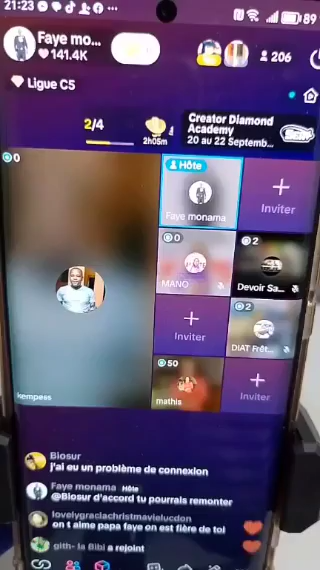 21:23
89
Faye mo...
141.4K
206
Ligue C5
2/4
2h05m
Creator Diamond
Academy
20 au 22 Septemb...
0
Hôte
Faye monama
Inviter
0
MANO
2
Devoir Sa...
Inviter
2
DIAT Frêt...
kempess
50
mathis
Inviter
Biosur
j'ai eu un problème de connexion
Faye monama Hôte
@Biosur d'accord tu pourrais remonter
lovelygraciachristmavielucdon
on t aime papa faye on est fière de toi
gith- la Bibi a rejoint